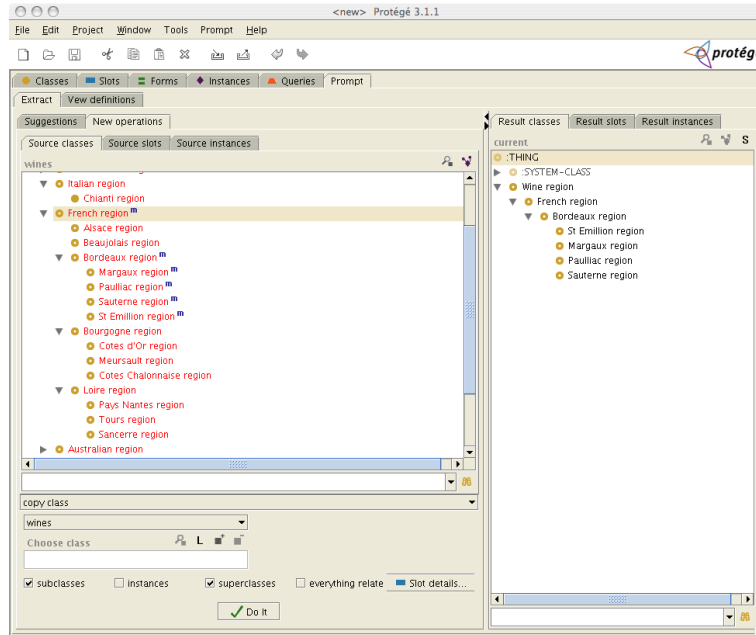 <new> Protégé 3.1.1
File Edit Project Window Tools Prompt Help
protég
Classes Slots Forms Instances Queries Prompt
Extract Vew definitions
Suggestions New operations
Source classes Source slots Source instances
wines
Italian region
Chianti region
French region m
Alsace region
Beaujolais region
Bordeaux region m
Margaux region m
Paulliac region m
Sauterne region m
St Emillion region m
Bourgogne region
Cotes d'Or region
Meursault region
Cotes Chalonnaise region
Loire region
Pays Nantes region
Tours region
Sancerre region
Australian region
copy class
wines
Choose class L
subclasses instances superclasses everything relate Slot details...
Do It
Result classes Result slots Result instances
current S
:THING
:SYSTEM-CLASS
Wine region
French region
Bordeaux region
St Emillion region
Margaux region
Paulliac region
Sauterne region